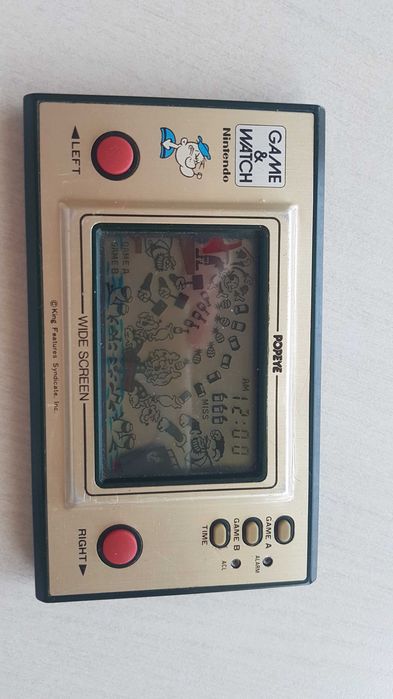 GAME
&
WATCH
Nintendo
◀LEFT
POPEYE
GAME A
GAME B
AM 12:00
MISS
WIDE SCREEN
©King Features Syndicate, Inc.
GAME A
ALARM
GAME B
TIME
ACL
RIGHT▶